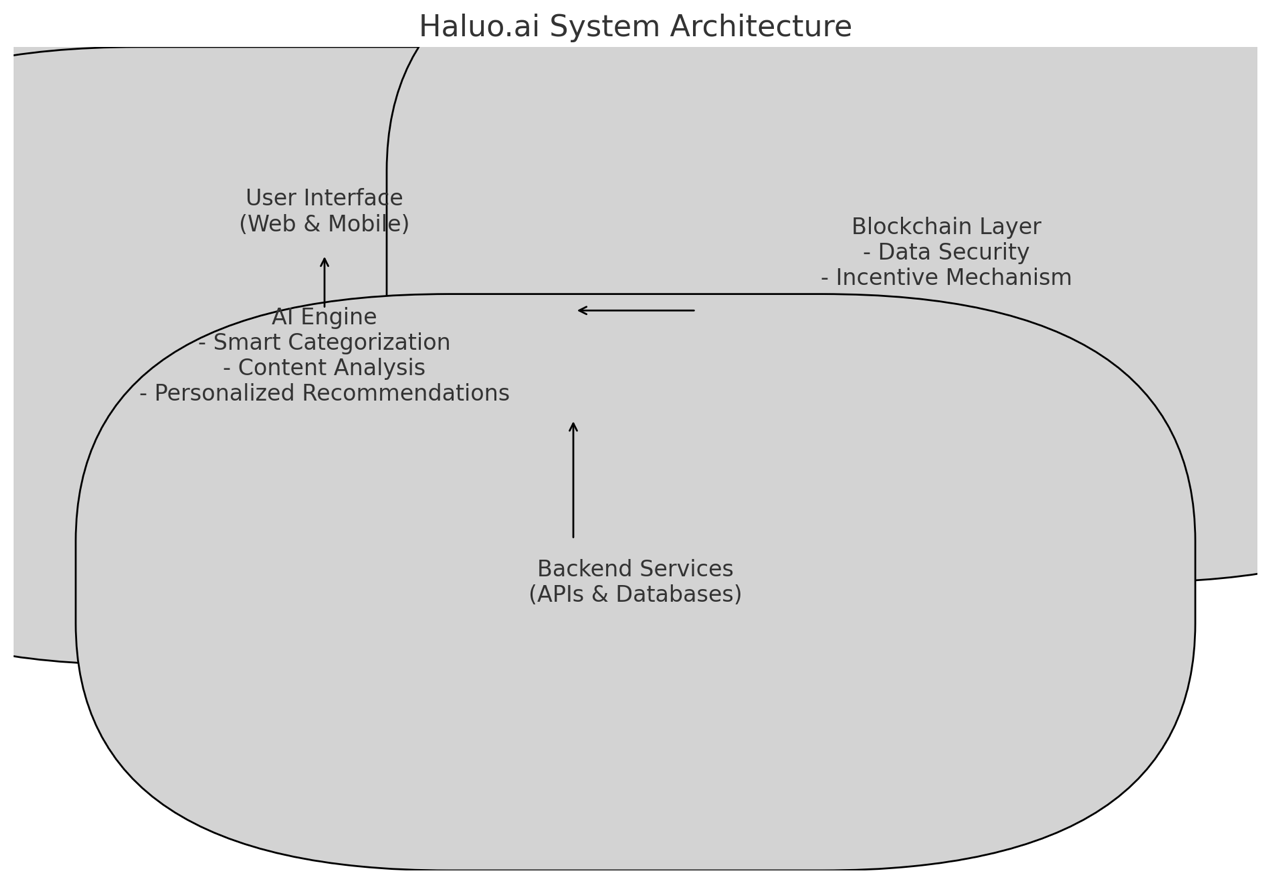 Haluo.ai System Architecture
User Interface
(Web & Mobile)
Blockchain Layer
- Data Security
- Incentive Mechanism
AI Engine
- Smart Categorization
- Content Analysis
- Personalized Recommendations
Backend Services
(APIs & Databases)